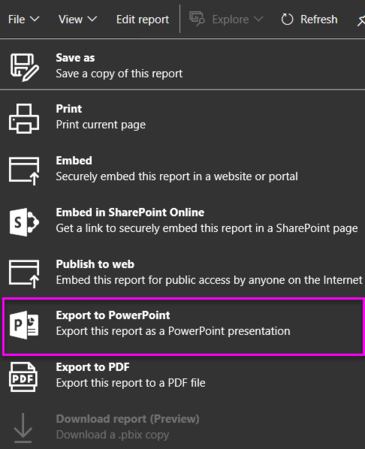 File View Edit report Explore Refresh
Save as
Save a copy of this report
Print
Print current page
Embed
Securely embed this report in a website or portal
Embed in SharePoint Online
Get a link to securely embed this report in a SharePoint page
Publish to web
Embed this report for public access by anyone on the Internet
Export to PowerPoint
Export this report as a PowerPoint presentation
Export to PDF
Export this report to a PDF file
Download report (Preview)
Download a .pbix copy
S
P
PDF